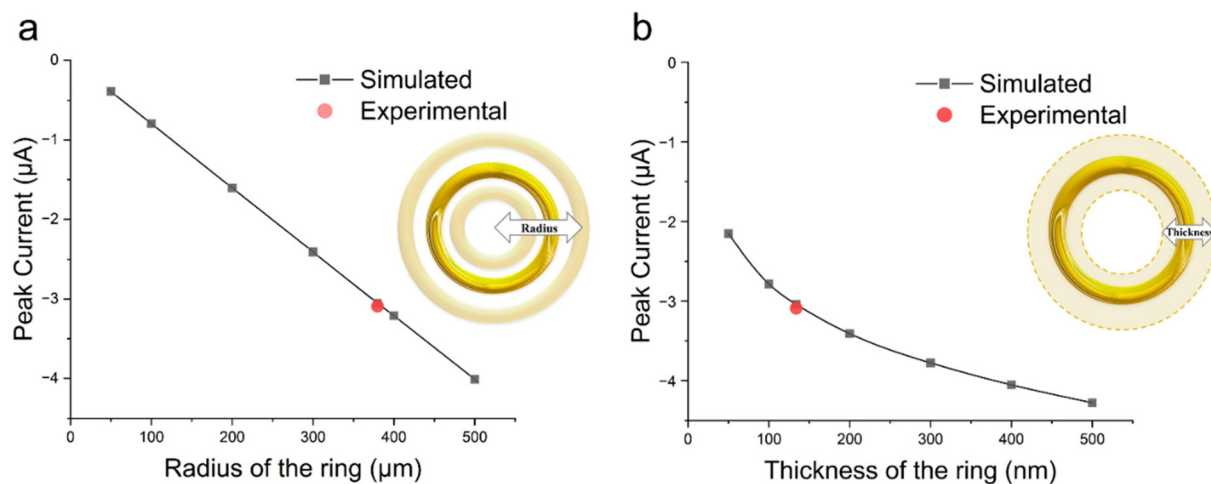 a
Simulated
Experimental
Radius
Peak Current (µA)
0
−1
−2
−3
−4
0 100 200 300 400 500
Radius of the ring (µm)
b
Simulated
Experimental
Thickness
Peak Current (µA)
0
−1
−2
−3
−4
0 100 200 300 400 500
Thickness of the ring (nm)